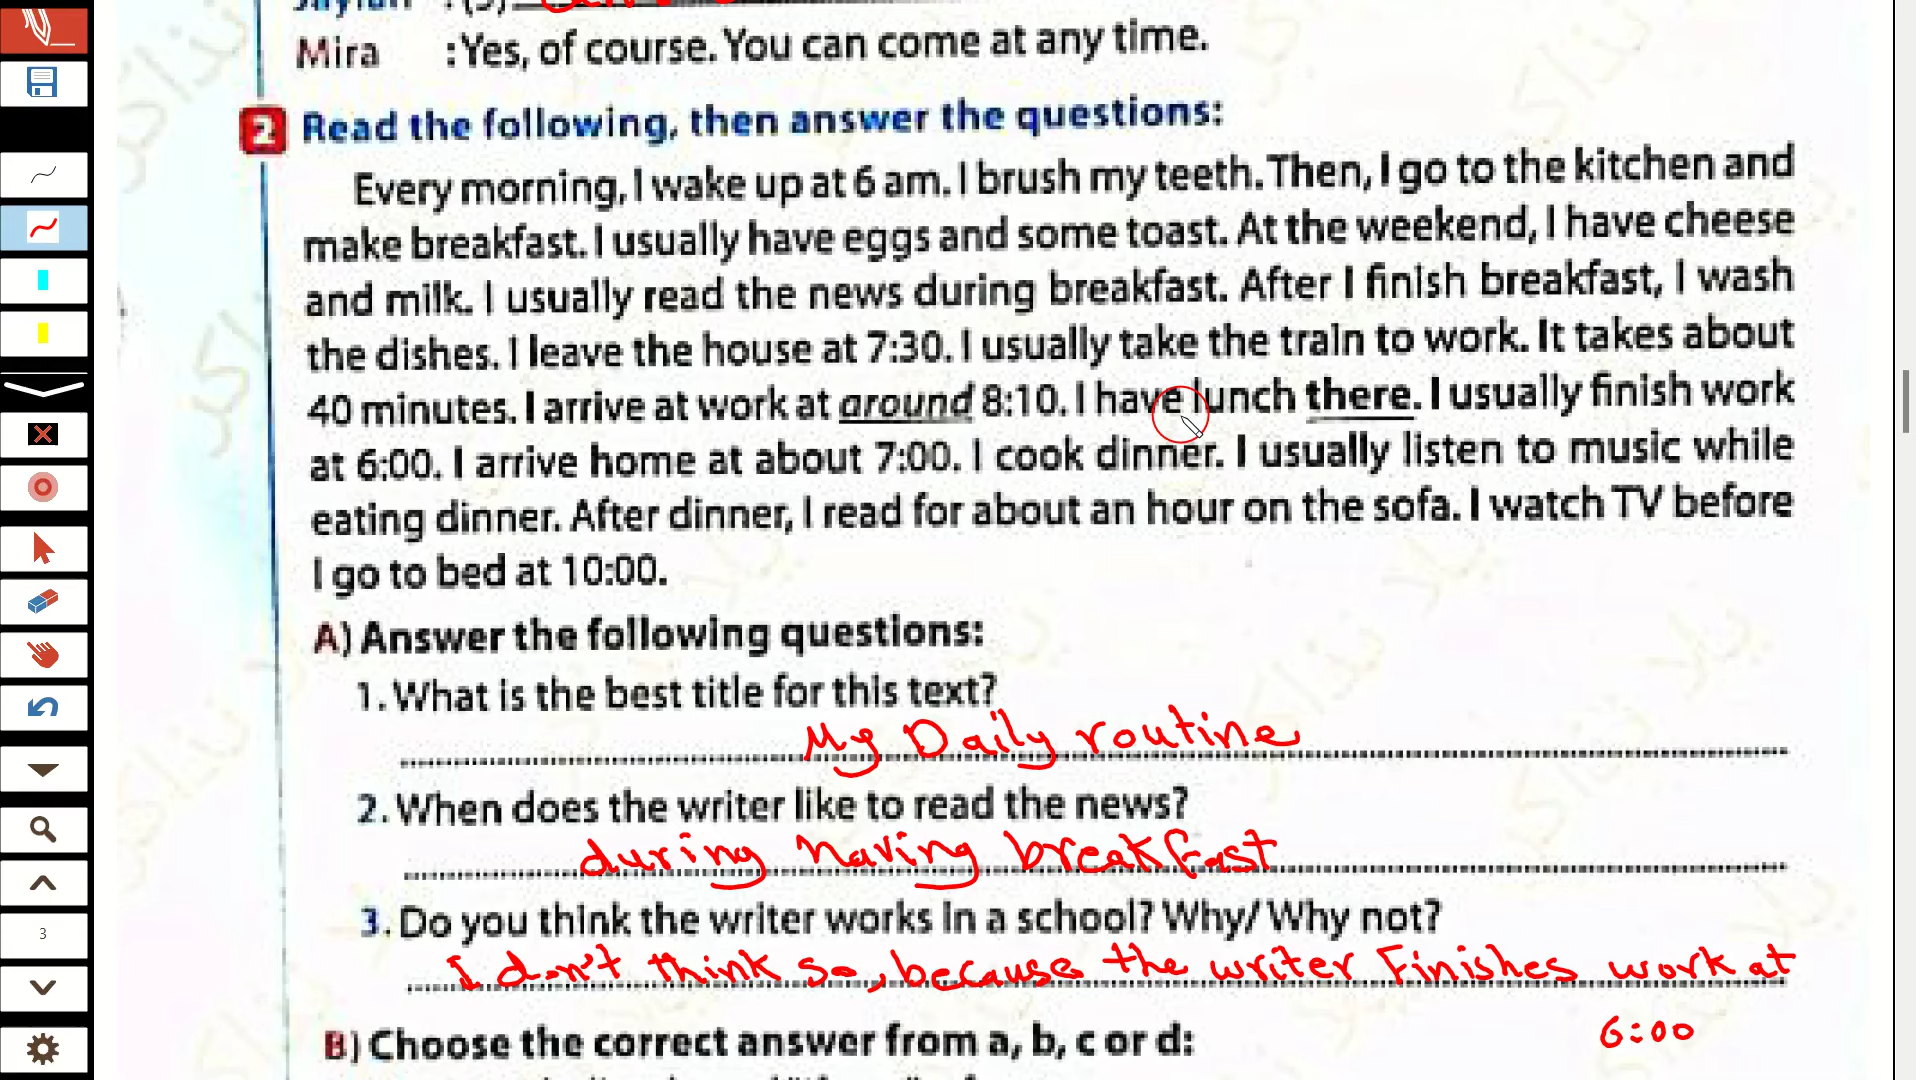 Mira : Yes, of course. You can come at any time.
2 Read the following, then answer the questions:
Every morning, I wake up at 6 am. I brush my teeth. Then, I go to the kitchen and
make breakfast. I usually have eggs and some toast. At the weekend, I have cheese
and milk. I usually read the news during breakfast. After I finish breakfast, I wash
the dishes. I leave the house at 7:30. I usually take the train to work. It takes about
40 minutes. I arrive at work at around 8:10. I have lunch there. I usually finish work
at 6:00. I arrive home at about 7:00. I cook dinner. I usually listen to music while
eating dinner. After dinner, I read for about an hour on the sofa. I watch TV before
I go to bed at 10:00.
A) Answer the following questions:
1. What is the best title for this text?
My Daily routine
2. When does the writer like to read the news?
during having breakfast
3. Do you think the writer works in a school? Why/ Why not?
I don't think so, because the writer Finishes work at
6:00
3
B) Choose the correct answer from a, b, c or d: